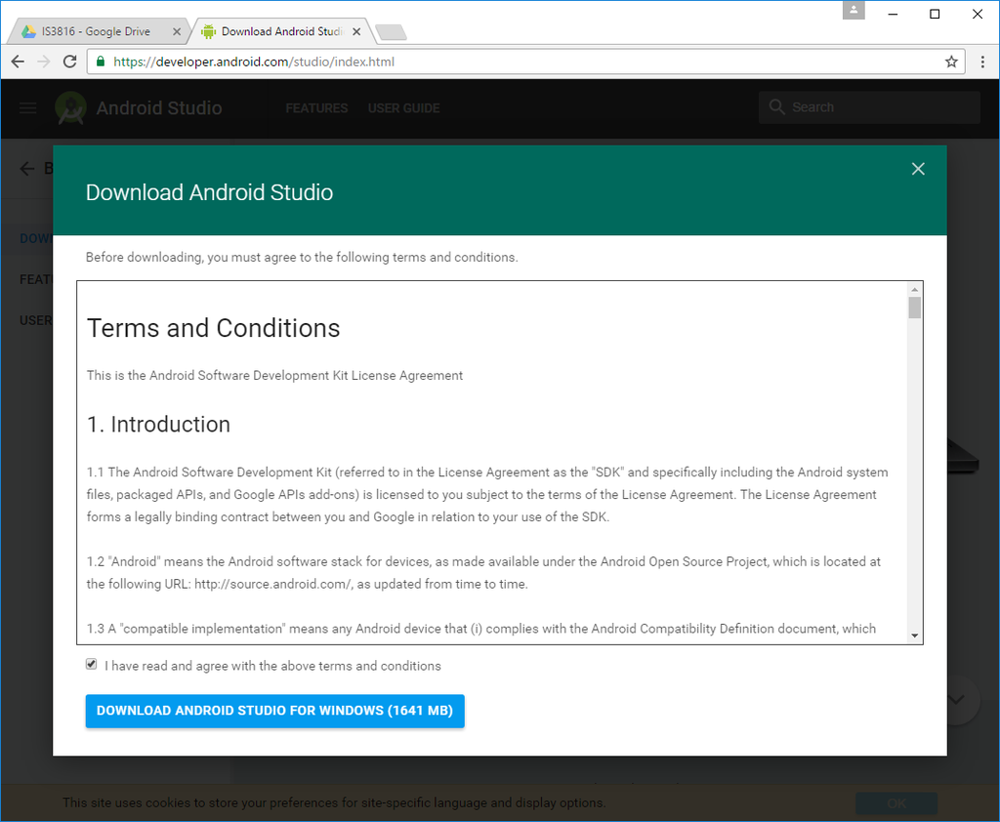 IS3816 - Google Drive
Download Android Studi
https://developer.android.com/studio/index.html
Android Studio
FEATURES
USER GUIDE
Search
B
Download Android Studio
DOWN
FEAT
USER
Before downloading, you must agree to the following terms and conditions.
Terms and Conditions
This is the Android Software Development Kit License Agreement
1. Introduction
1.1 The Android Software Development Kit (referred to in the License Agreement as the "SDK" and specifically including the Android system
files, packaged APIs, and Google APIs add-ons) is licensed to you subject to the terms of the License Agreement. The License Agreement
forms a legally binding contract between you and Google in relation to your use of the SDK.
1.2 "Android" means the Android software stack for devices, as made available under the Android Open Source Project, which is located at
the following URL: http://source.android.com/, as updated from time to time.
1.3 A "compatible implementation" means any Android device that (i) complies with the Android Compatibility Definition document, which
I have read and agree with the above terms and conditions
DOWNLOAD ANDROID STUDIO FOR WINDOWS (1641 MB)
This site uses cookies to store your preferences for site-specific language and display options.
OK